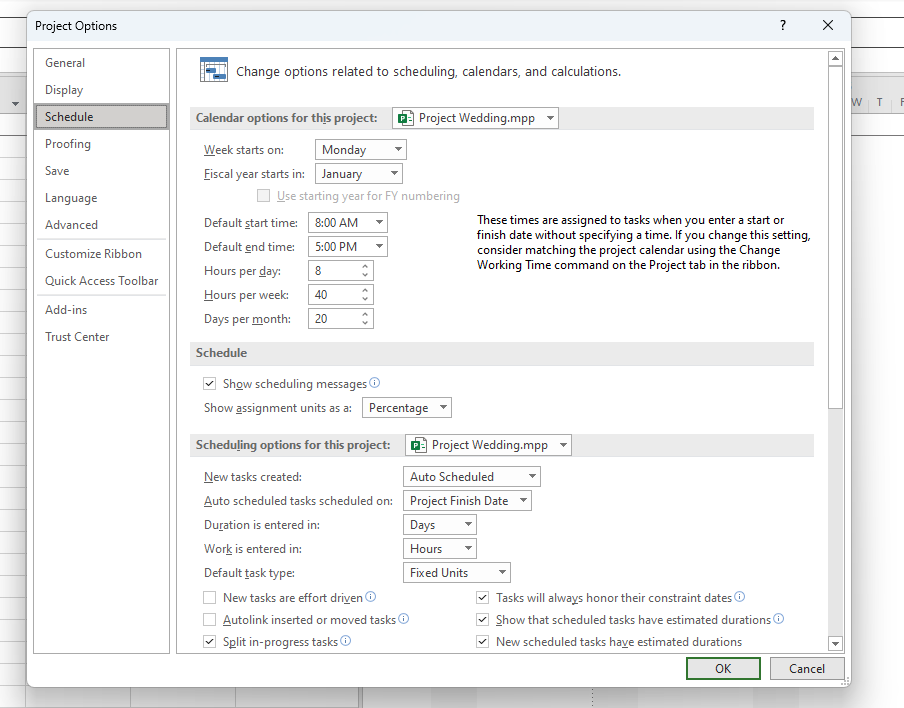 Project Options
?
General
Display
Schedule
Proofing
Save
Language
Advanced
Customize Ribbon
Quick Access Toolbar
Add-ins
Trust Center
Change options related to scheduling, calendars, and calculations.
Calendar options for this project: Project Wedding.mpp
Week starts on: Monday
Fiscal year starts in: January
Use starting year for FY numbering
Default start time: 8:00 AM
Default end time: 5:00 PM
Hours per day: 8
Hours per week: 40
Days per month: 20
These times are assigned to tasks when you enter a start or
finish date without specifying a time. If you change this setting,
consider matching the project calendar using the Change
Working Time command on the Project tab in the ribbon.
Schedule
Show scheduling messages
Show assignment units as a: Percentage
Scheduling options for this project: Project Wedding.mpp
New tasks created: Auto Scheduled
Auto scheduled tasks scheduled on: Project Finish Date
Duration is entered in: Days
Work is entered in: Hours
Default task type: Fixed Units
New tasks are effort driven
Autolink inserted or moved tasks
Split in-progress tasks
Tasks will always honor their constraint dates
Show that scheduled tasks have estimated durations
New scheduled tasks have estimated durations
OK Cancel
W T F